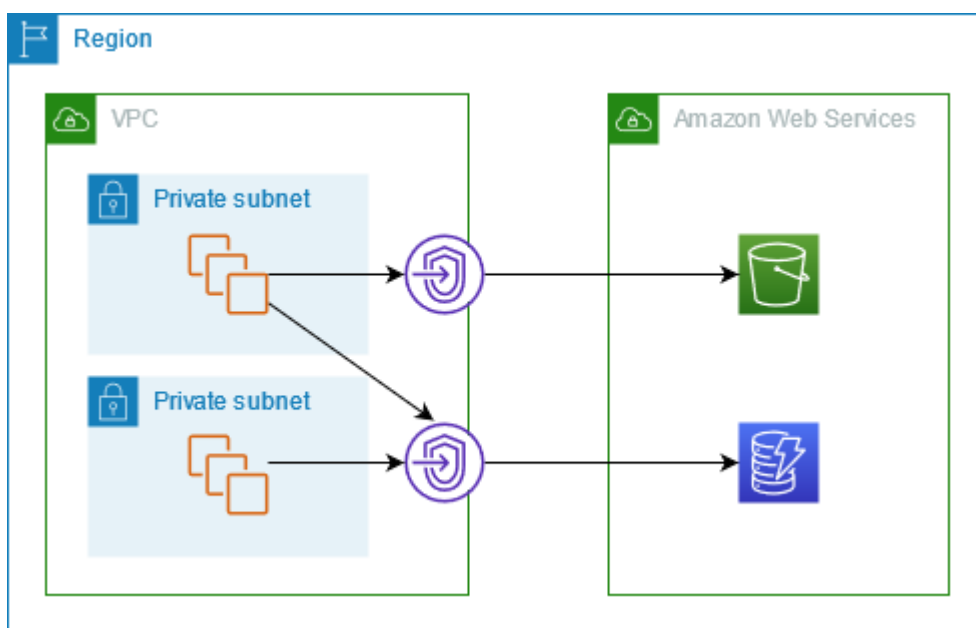 Region
VPC
Amazon Web Services
Private subnet
Private subnet